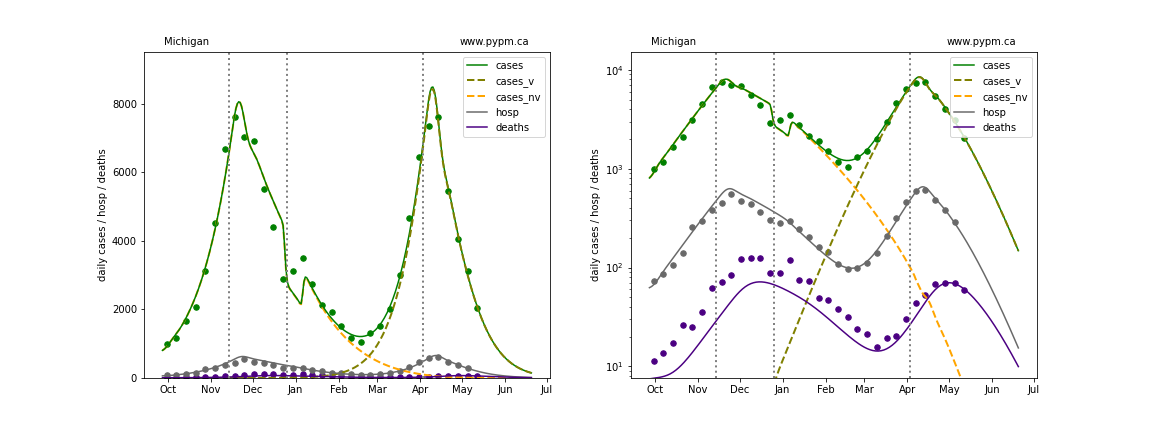 Michigan www.pypm.ca
cases
cases_v
cases_nv
hosp
deaths
daily cases / hosp / deaths
8000
6000
4000
2000
0
Oct Nov Dec Jan Feb Mar Apr May Jun Jul
Michigan www.pypm.ca
cases
cases_v
cases_nv
hosp
deaths
daily cases / hosp / deaths
10⁴
10³
10²
10¹
Oct Nov Dec Jan Feb Mar Apr May Jun Jul